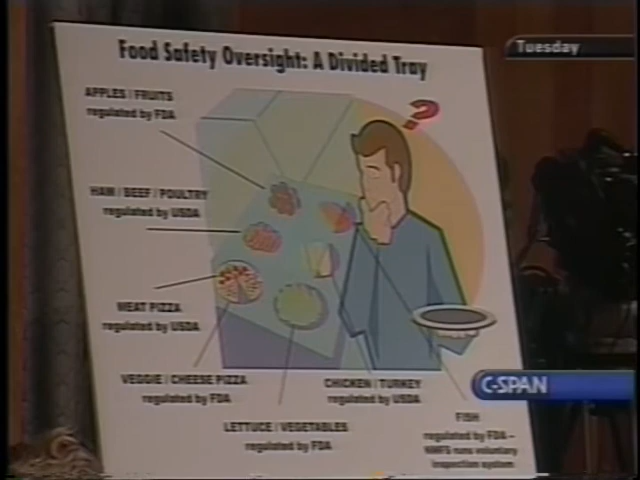 Food Safety Oversight: A Divided Tray
Tuesday
APPLES / FRUITS
regulated by FDA
HAM / BEEF / POULTRY
regulated by USDA
MEAT PIZZA
regulated by USDA
VEGGIE / CHEESE PIZZA
regulated by FDA
LETTUCE / VEGETABLES
regulated by FDA
CHICKEN / TURKEY
regulated by USDA
FISH
regulated by FDA –
NMFS runs voluntary
inspection system
?
C-SPAN